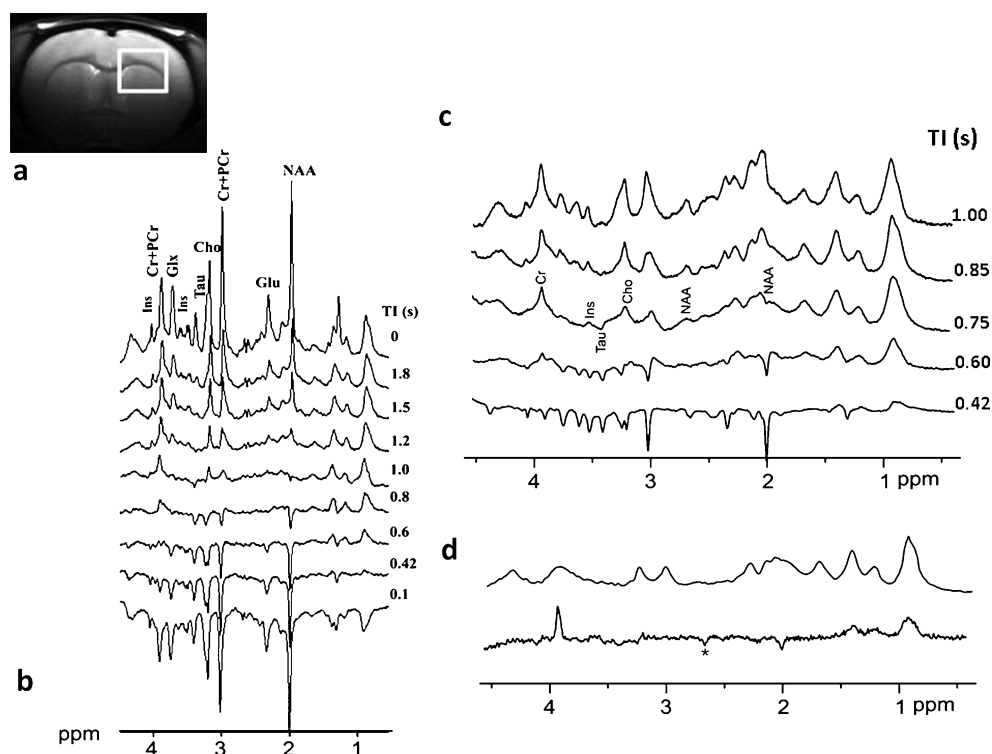 a
Ins
Cr+PCr
Glx
Ins
Tau
Cho
Cr+PCr
Glu
NAA
TI (s)
0
1.8
1.5
1.2
1.0
0.8
0.6
0.42
0.1
b
ppm
4 3 2 1
c
TI (s)
1.00
0.85
0.75
0.60
0.42
Cr
Ins
Tau
Cho
NAA
NAA
4 3 2 1 ppm
d
*
4 3 2 1 ppm